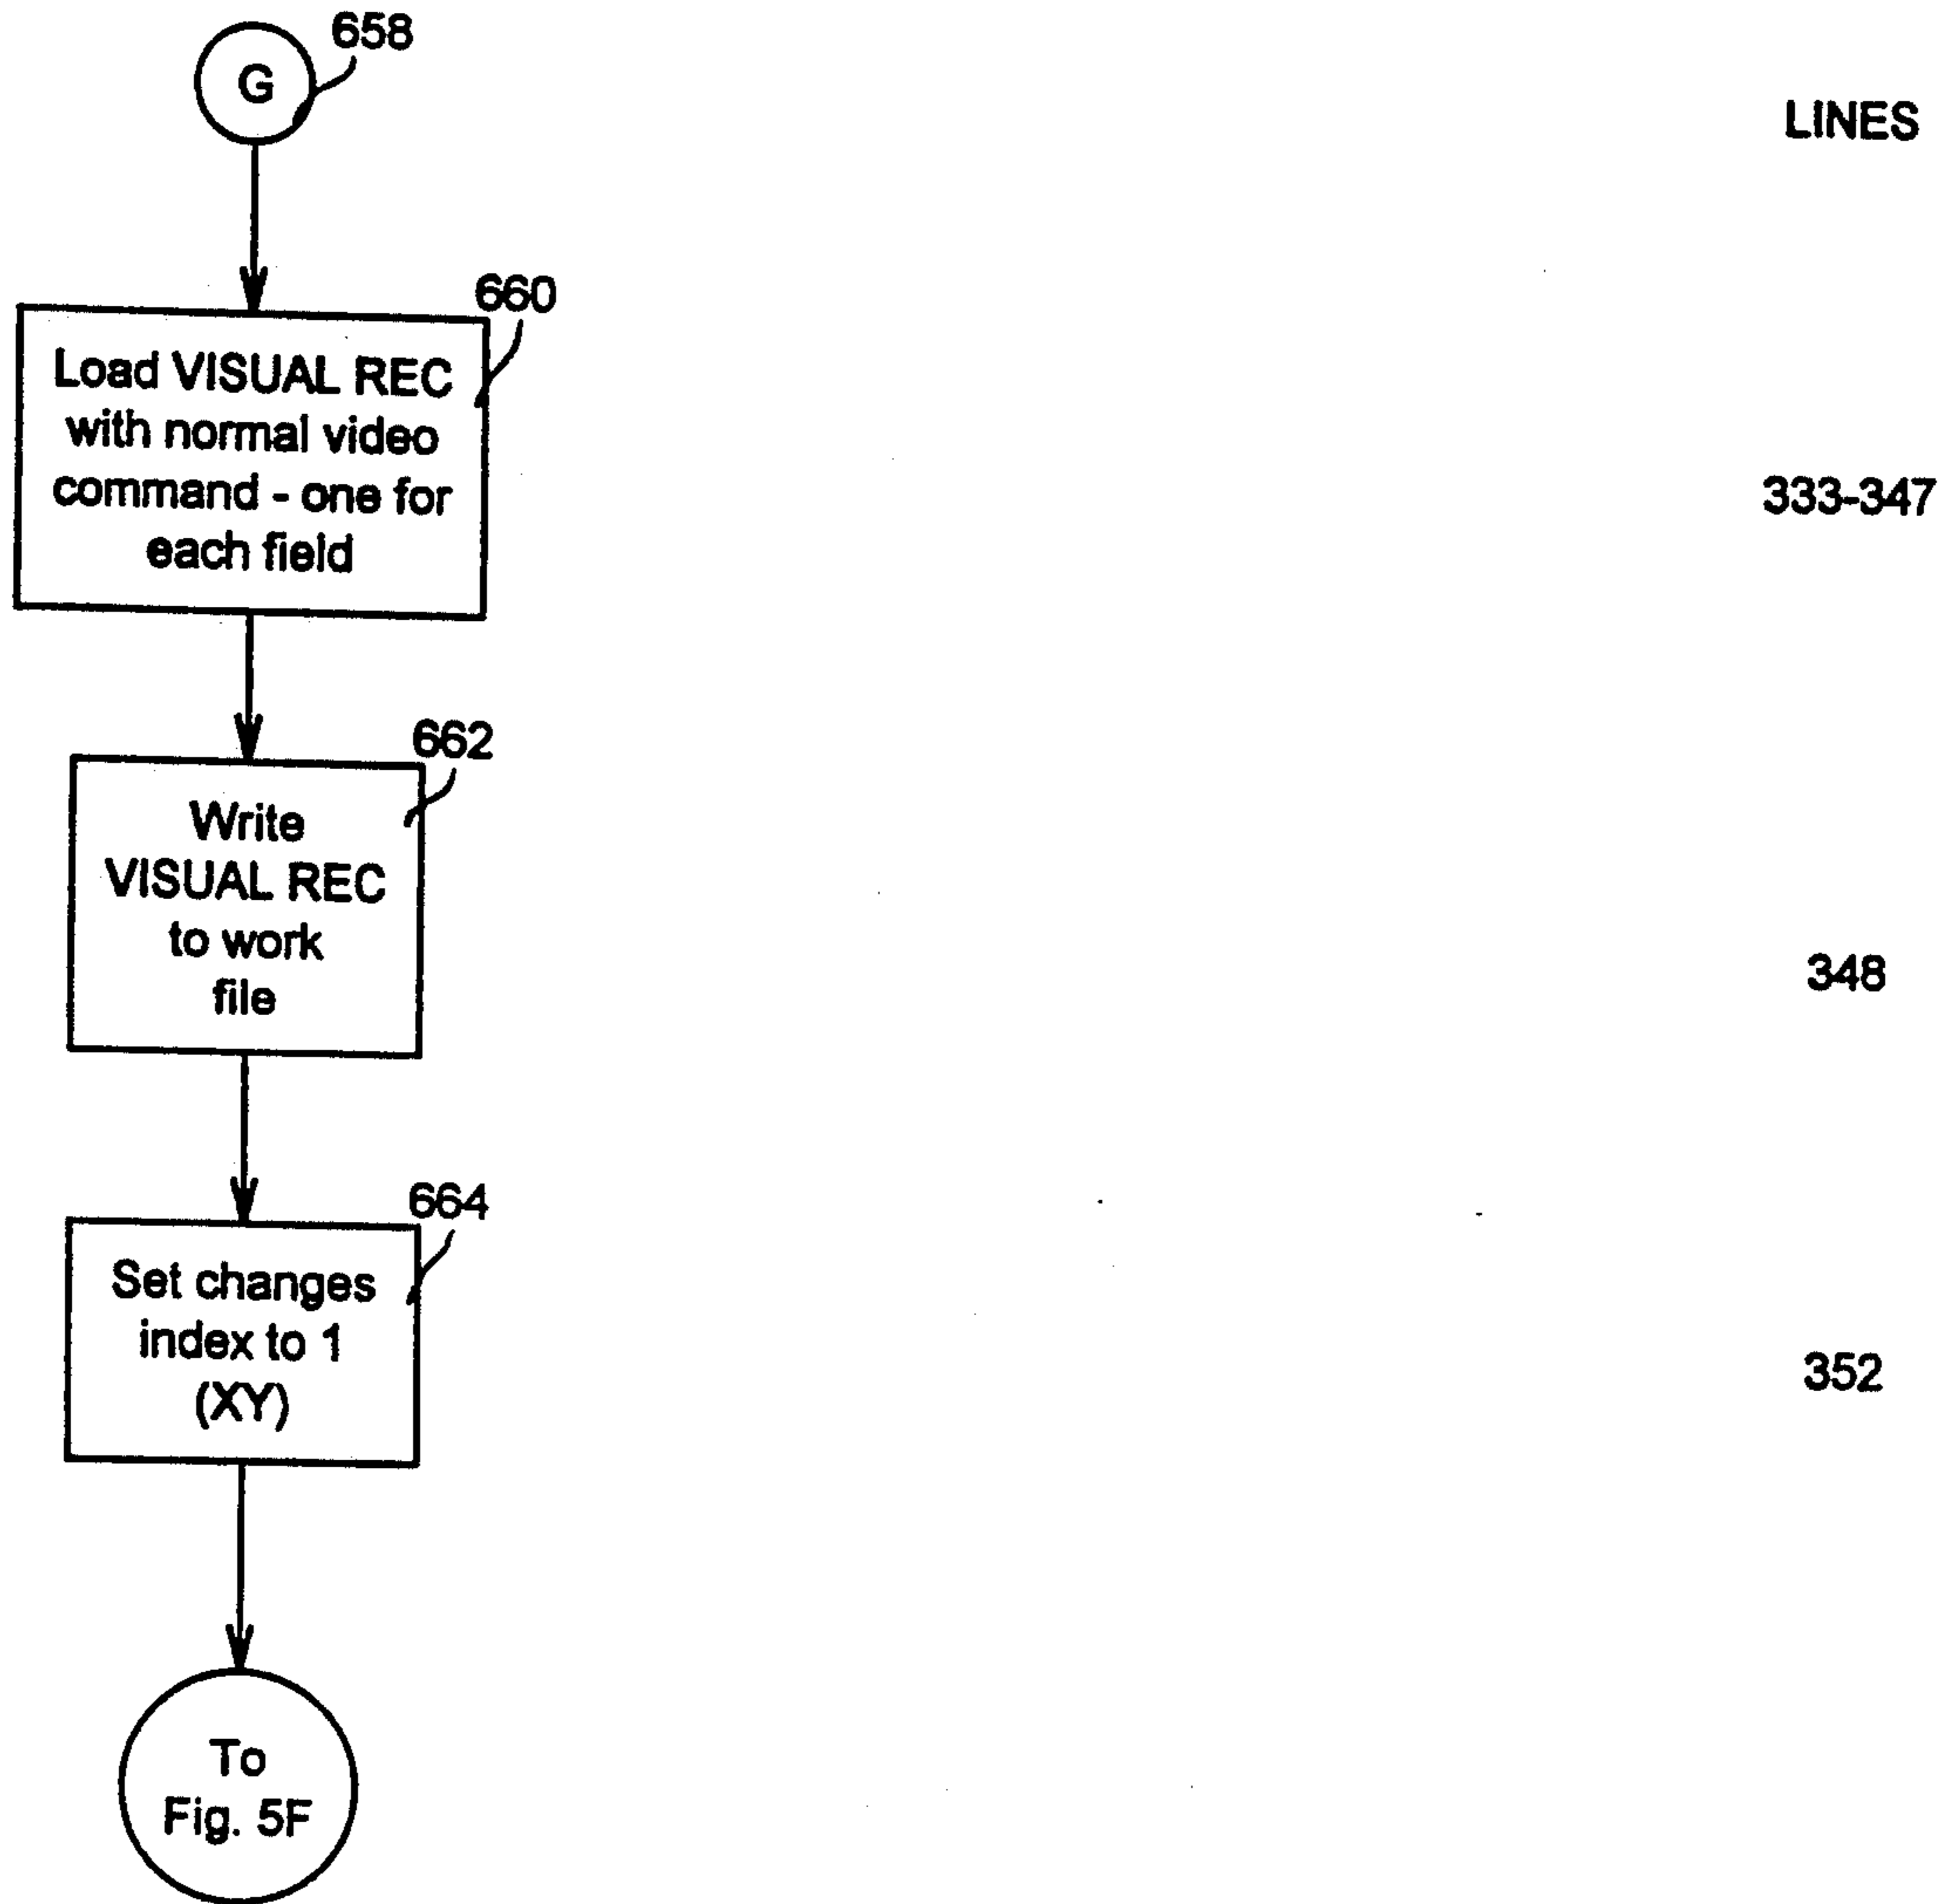 658
G
LINES
660
Load VISUAL REC
with normal video
command - one for
each field
333-347
662
Write
VISUAL REC
to work
file
348
664
Set changes
index to 1
(XY)
352
To
Fig. 5F